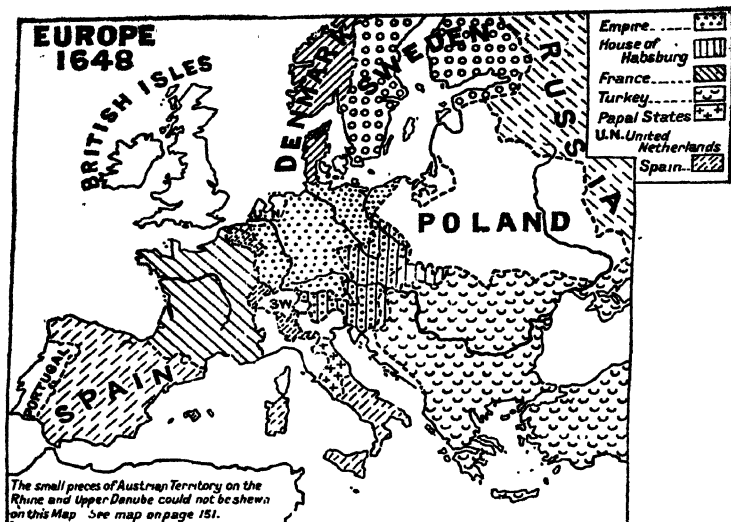 EUROPE
1648
BRITISH ISLES
DENMARK
SWEDEN
RUSSIA
POLAND
U.N.
SW.
PORTUGAL
SPAIN
Empire
House of
Habsburg
France
Turkey
Papal States
U.N. United
Netherlands
Spain
The small pieces of Austrian Territory on the
Rhine and Upper Danube could not be shewn
on this Map See map on page 151.